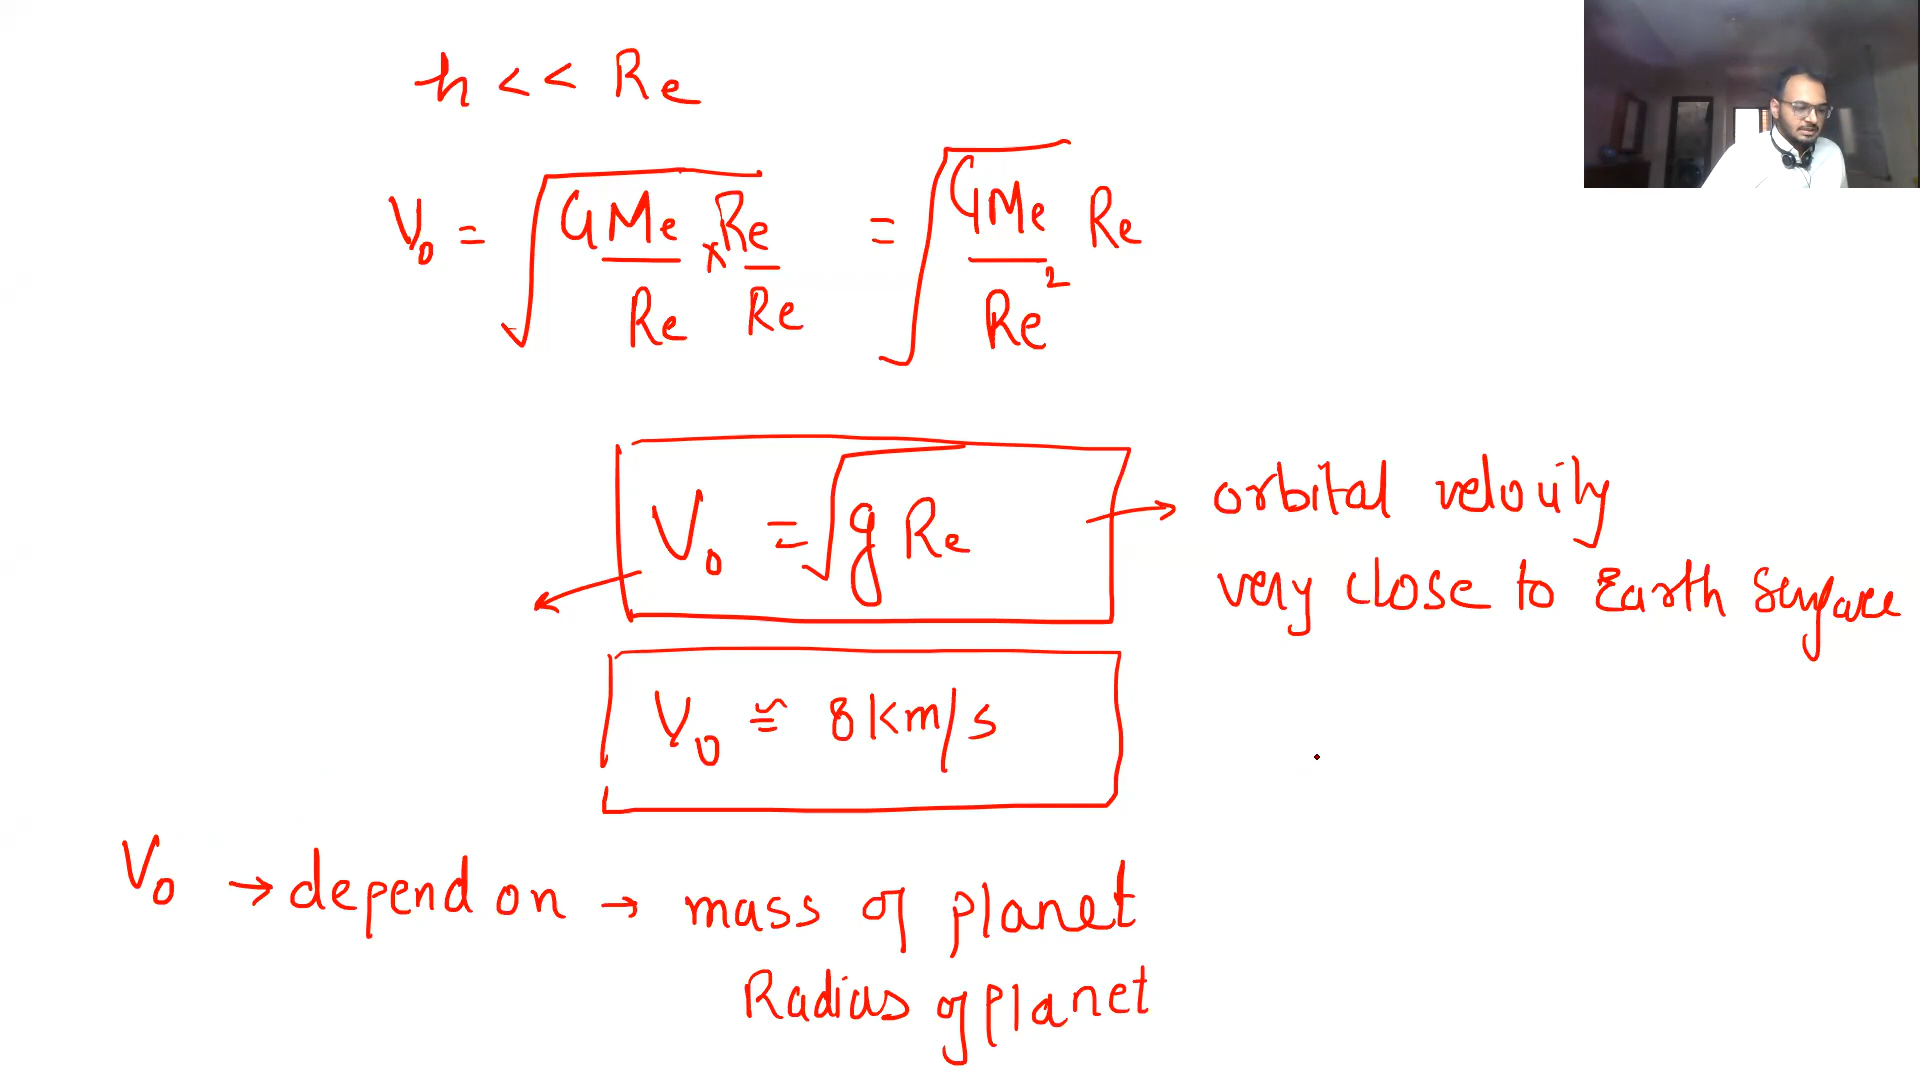 h << Re
V₀ = √(GMe/Re × Re/Re) = √(GMe/Re² Re)
V₀ = √(g Re) → orbital velocity
very close to Earth Surface
V₀ ≅ 8 km/s
V₀ → depend on → mass of planet
Radius of planet